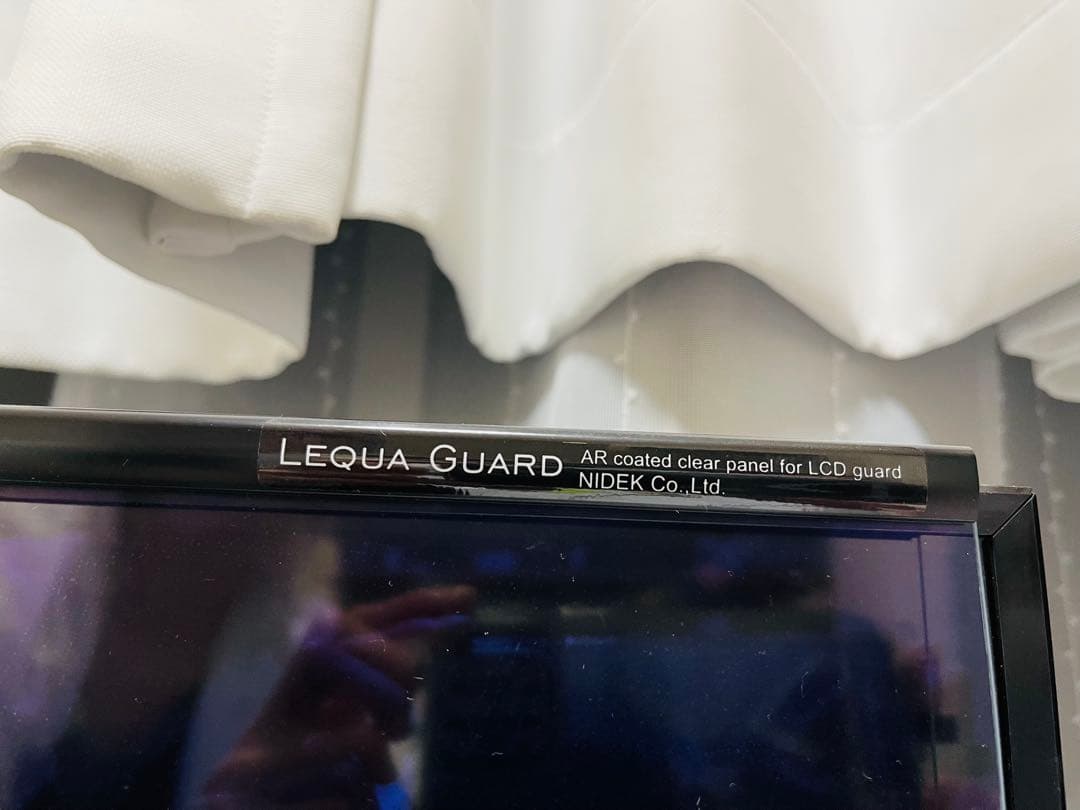 LEQUA GUARD
AR coated clear panel for LCD guard
NIDEK Co.,Ltd.